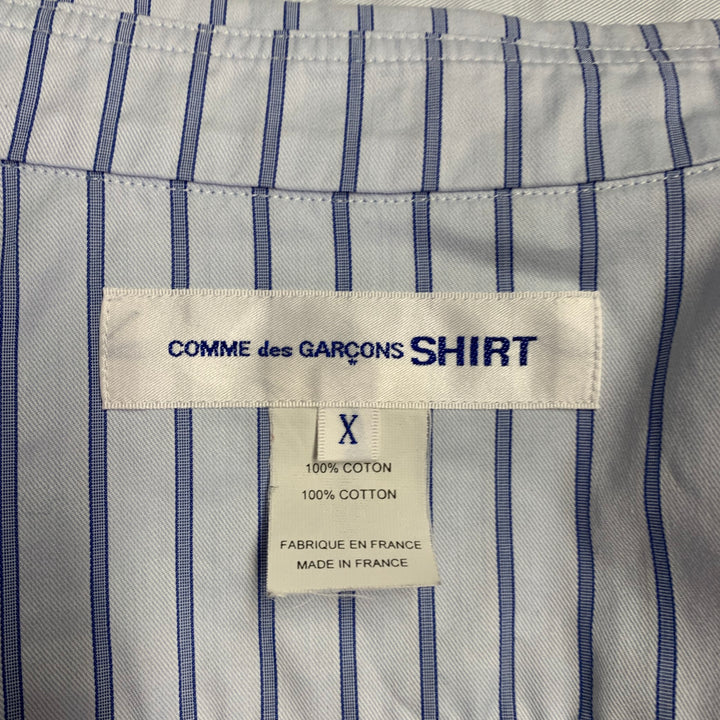 COMME des GARÇONS SHIRT
X
100% COTON
100% COTTON
FABRIQUE EN FRANCE
MADE IN FRANCE